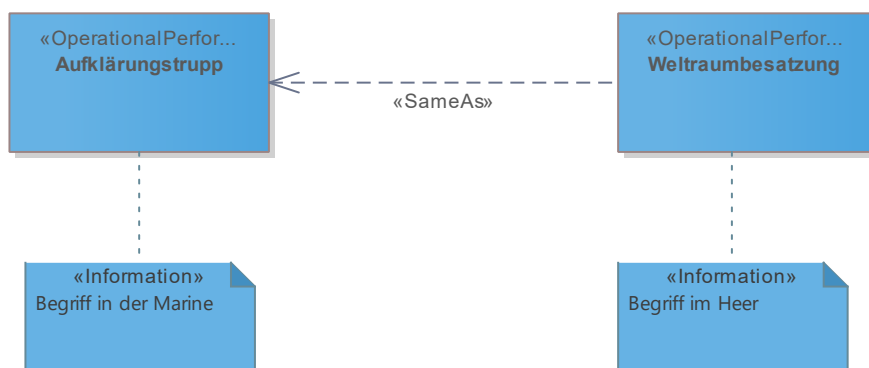 «OperationalPerfor...
Aufklärungstrupp
«OperationalPerfor...
Weltraumbesatzung
«SameAs»
«Information»
Begriff in der Marine
«Information»
Begriff im Heer